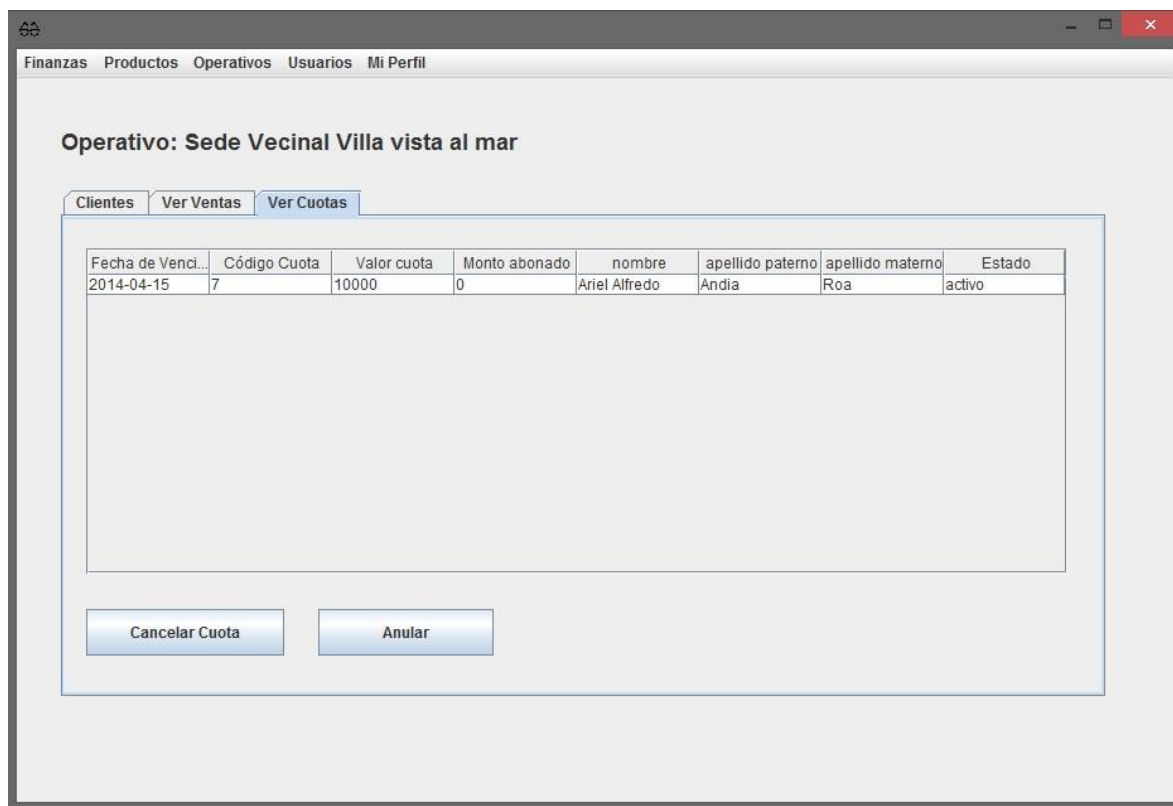 Finanzas Productos Operativos Usuarios Mi Perfil
Operativo: Sede Vecinal Villa vista al mar
Clientes Ver Ventas Ver Cuotas
Fecha de Venci... Código Cuota Valor cuota Monto abonado nombre apellido paterno apellido materno Estado
2014-04-15 7 10000 0 Ariel Alfredo Andia Roa activo
Cancelar Cuota Anular